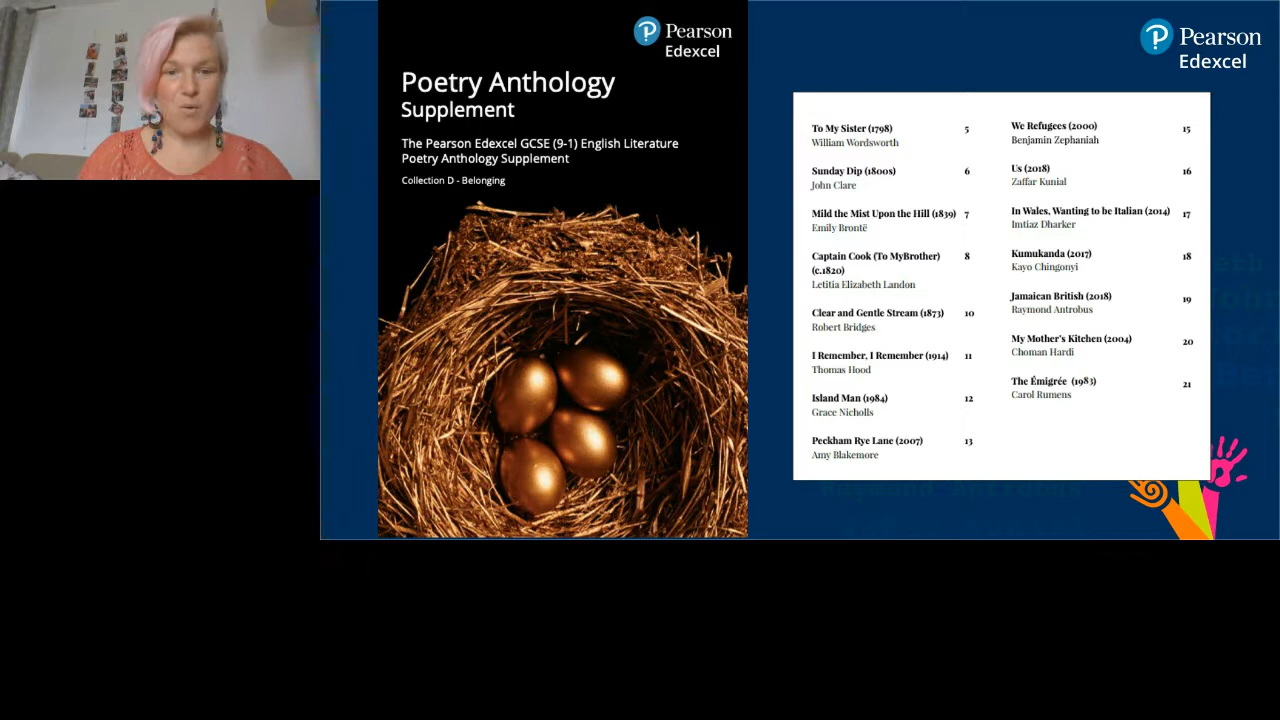 Pearson
Edexcel
Poetry Anthology
Supplement
The Pearson Edexcel GCSE (9-1) English Literature
Poetry Anthology Supplement
Collection D - Belonging
Pearson
Edexcel
To My Sister (1798) 5
William Wordsworth
Sunday Dip (1800s) 6
John Clare
Mild the Mist Upon the Hill (1839) 7
Emily Brontë
Captain Cook (To MyBrother) 8
(c.1820)
Letitia Elizabeth Landon
Clear and Gentle Stream (1873) 10
Robert Bridges
I Remember, I Remember (1914) 11
Thomas Hood
Island Man (1984) 12
Grace Nicholls
Peckham Rye Lane (2007) 13
Amy Blakemore
We Refugees (2000) 15
Benjamin Zephaniah
Us (2018) 16
Zaffar Kunial
In Wales, Wanting to be Italian (2014) 17
Imtiaz Dharker
Kumukanda (2017) 18
Kayo Chingonyi
Jamaican British (2018) 19
Raymond Antrobus
My Mother's Kitchen (2004) 20
Choman Hardi
The Émigrée (1983) 21
Carol Rumens
Raymond Antrobus